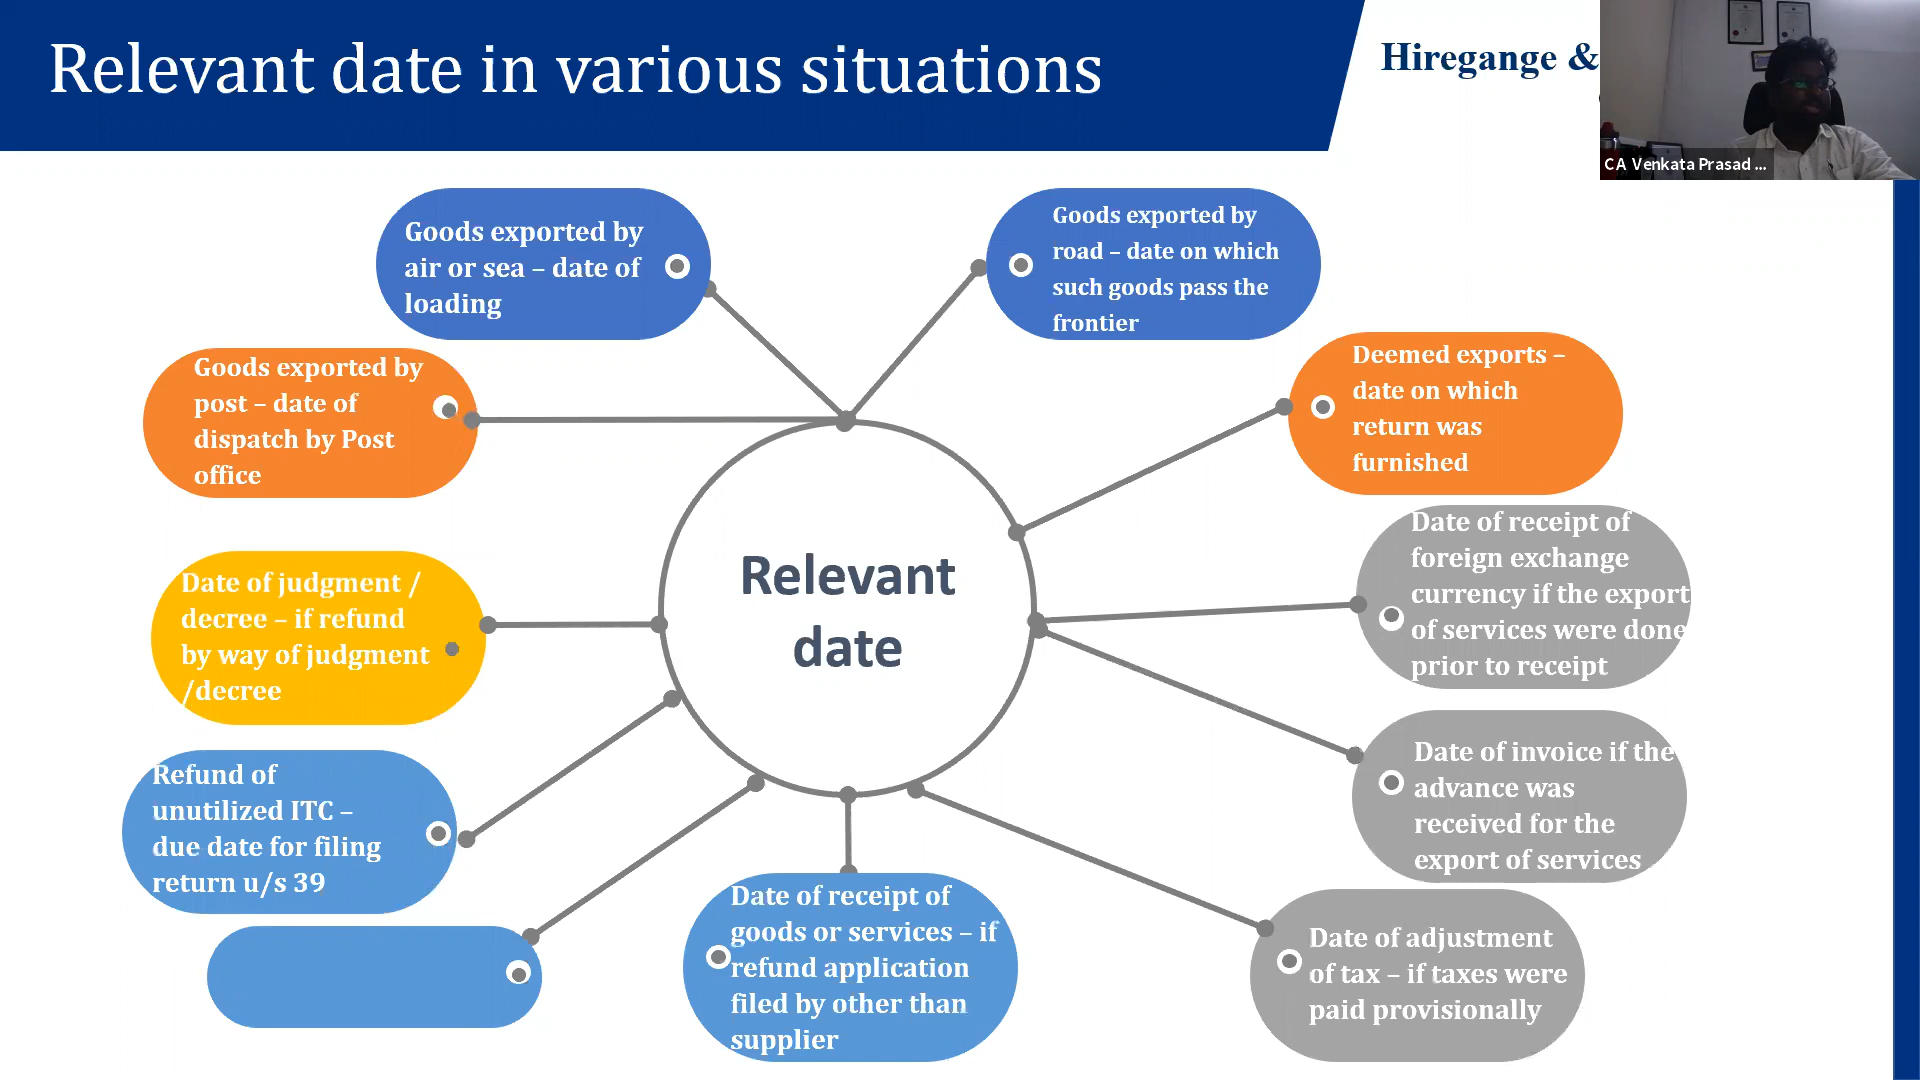 Relevant date in various situations
Hiregange &
CA Venkata Prasad ...
Goods exported by
air or sea – date of
loading
Goods exported by
road – date on which
such goods pass the
frontier
Goods exported by
post – date of
dispatch by Post
office
Deemed exports –
date on which
return was
furnished
Date of receipt of
foreign exchange
currency if the export
of services were done
prior to receipt
Relevant
date
Date of judgment /
decree – if refund
by way of judgment
/decree
Date of invoice if the
advance was
received for the
export of services
Refund of
unutilized ITC –
due date for filing
return u/s 39
Date of receipt of
goods or services – if
refund application
filed by other than
supplier
Date of adjustment
of tax – if taxes were
paid provisionally